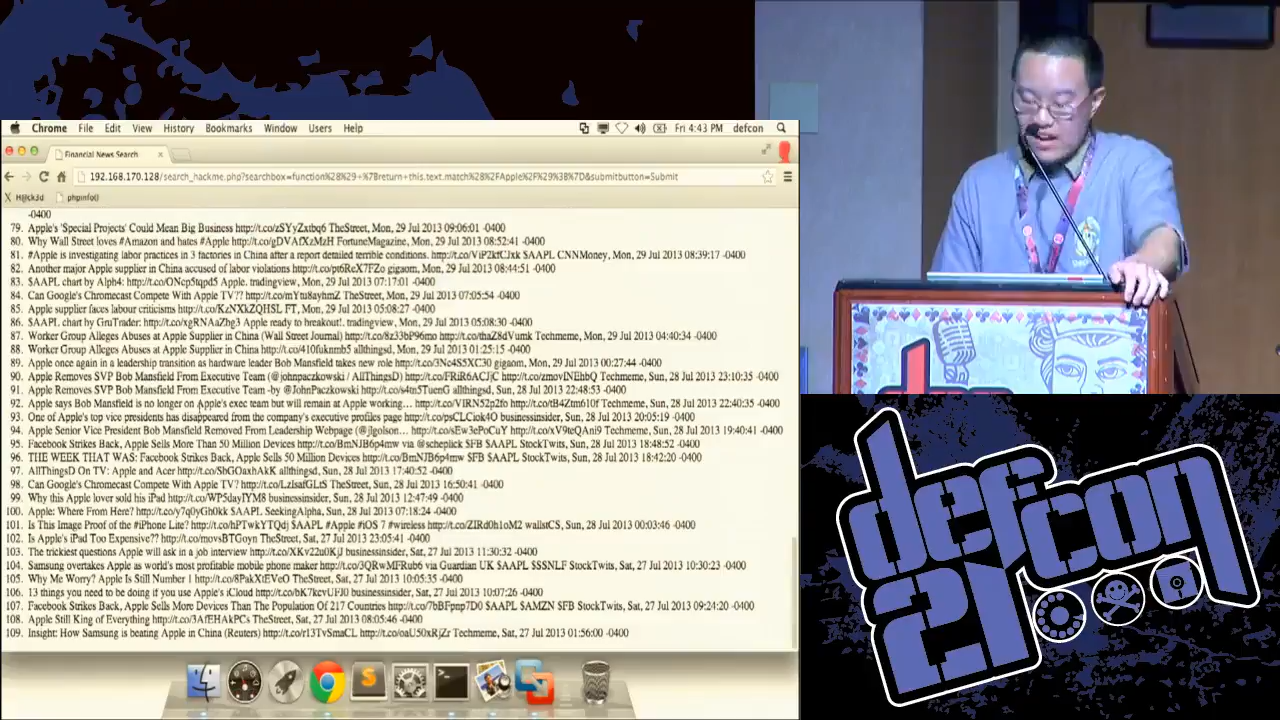 Chrome File Edit View History Bookmarks Window Users Help Fri 4:43 PM defcon
Financial News Search
192.168.170.128/search_hackme.php?searchbox=function%28%29+%7Breturn+this.text.match%28%2FApple%2F%29%3B%7D&submitbutton=Submit
phpinfo()
-0400
79. Apple's 'Special Projects' Could Mean Big Business TheStreet, Mon, 29 Jul 2013 09:06:01 -0400
80. Why Wall Street loves #Amazon and hates #Apple FortuneMagazine, Mon, 29 Jul 2013 08:52:41 -0400
81. #Apple is investigating labor practices in 3 factories in China after a report detailed terrible conditions. $AAPL CNNMoney, Mon, 29 Jul 2013 08:39:17 -0400
82. Another major Apple supplier in China accused of labor violations gigaom, Mon, 29 Jul 2013 08:44:51 -0400
83. $AAPL chart by Alph4: Apple. tradingview, Mon, 29 Jul 2013 07:17:01 -0400
84. Can Google's Chromecast Compete With Apple TV?? TheStreet, Mon, 29 Jul 2013 07:05:54 -0400
85. Apple supplier faces labour criticisms FT, Mon, 29 Jul 2013 05:08:27 -0400
86. $AAPL chart by GruTrader: Apple ready to breakout!. tradingview, Mon, 29 Jul 2013 05:08:30 -0400
87. Worker Group Alleges Abuses at Apple Supplier in China (Wall Street Journal) Techmeme, Mon, 29 Jul 2013 04:40:34 -0400
88. Worker Group Alleges Abuses at Apple Supplier in China allthingsd, Mon, 29 Jul 2013 01:25:15 -0400
89. Apple once again in a leadership transition as hardware leader Bob Mansfield takes new role gigaom, Mon, 29 Jul 2013 00:27:44 -0400
90. Apple Removes SVP Bob Mansfield From Executive Team (@johnpaczkowski / AllThingsD) Techmeme, Sun, 28 Jul 2013 23:10:35 -0400
91. Apple Removes SVP Bob Mansfield From Executive Team -by @JohnPaczkowski allthingsd, Sun, 28 Jul 2013 22:48:53 -0400
92. Apple says Bob Mansfield is no longer on Apple's exec team but will remain at Apple working... Techmeme, Sun, 28 Jul 2013 22:40:35 -0400
93. One of Apple's top vice presidents has disappeared from the company's executive profiles page businessinsider, Sun, 28 Jul 2013 20:05:19 -0400
94. Apple Senior Vice President Bob Mansfield Removed From Leadership Webpage (@jlgolson... Techmeme, Sun, 28 Jul 2013 19:40:41 -0400
95. Facebook Strikes Back, Apple Sells More Than 50 Million Devices http://t.co/BmNJB6p4mw via @scheplick $FB $AAPL StockTwits, Sun, 28 Jul 2013 18:48:52 -0400
96. THE WEEK THAT WAS: Facebook Strikes Back, Apple Sells 50 Million Devices http://t.co/BmNJB6p4mw $FB $AAPL StockTwits, Sun, 28 Jul 2013 18:42:20 -0400
97. AllThingsD On TV: Apple and Acer allthingsd, Sun, 28 Jul 2013 17:40:52 -0400
98. Can Google's Chromecast Compete With Apple TV?? TheStreet, Sun, 28 Jul 2013 16:50:41 -0400
99. Why this Apple lover sold his iPad businessinsider, Sun, 28 Jul 2013 12:47:49 -0400
100. Apple: Where From Here? $AAPL SeekingAlpha, Sun, 28 Jul 2013 07:18:24 -0400
101. Is This Image Proof of the #iPhone Lite? $AAPL #Apple #iOS 7 #wireless wallstCS, Sun, 28 Jul 2013 00:03:46 -0400
102. Is Apple's iPad Too Expensive?? TheStreet, Sat, 27 Jul 2013 23:05:41 -0400
103. The trickiest questions Apple will ask in a job interview businessinsider, Sat, 27 Jul 2013 11:30:32 -0400
104. Samsung overtakes Apple as world's most profitable mobile phone maker via Guardian UK $AAPL $SSNLF StockTwits, Sat, 27 Jul 2013 10:30:23 -0400
105. Why Me Worry? Apple Is Still Number 1 TheStreet, Sat, 27 Jul 2013 10:05:35 -0400
106. 13 things you need to be doing if you use Apple's iCloud businessinsider, Sat, 27 Jul 2013 10:07:26 -0400
107. Facebook Strikes Back, Apple Sells More Devices Than The Population Of 217 Countries $AAPL $AMZN $FB StockTwits, Sat, 27 Jul 2013 09:24:20 -0400
108. Apple Still King of Everything TheStreet, Sat, 27 Jul 2013 08:05:46 -0400
109. Insight: How Samsung is beating Apple in China (Reuters) Techmeme, Sat, 27 Jul 2013 01:56:00 -0400
defcon
21